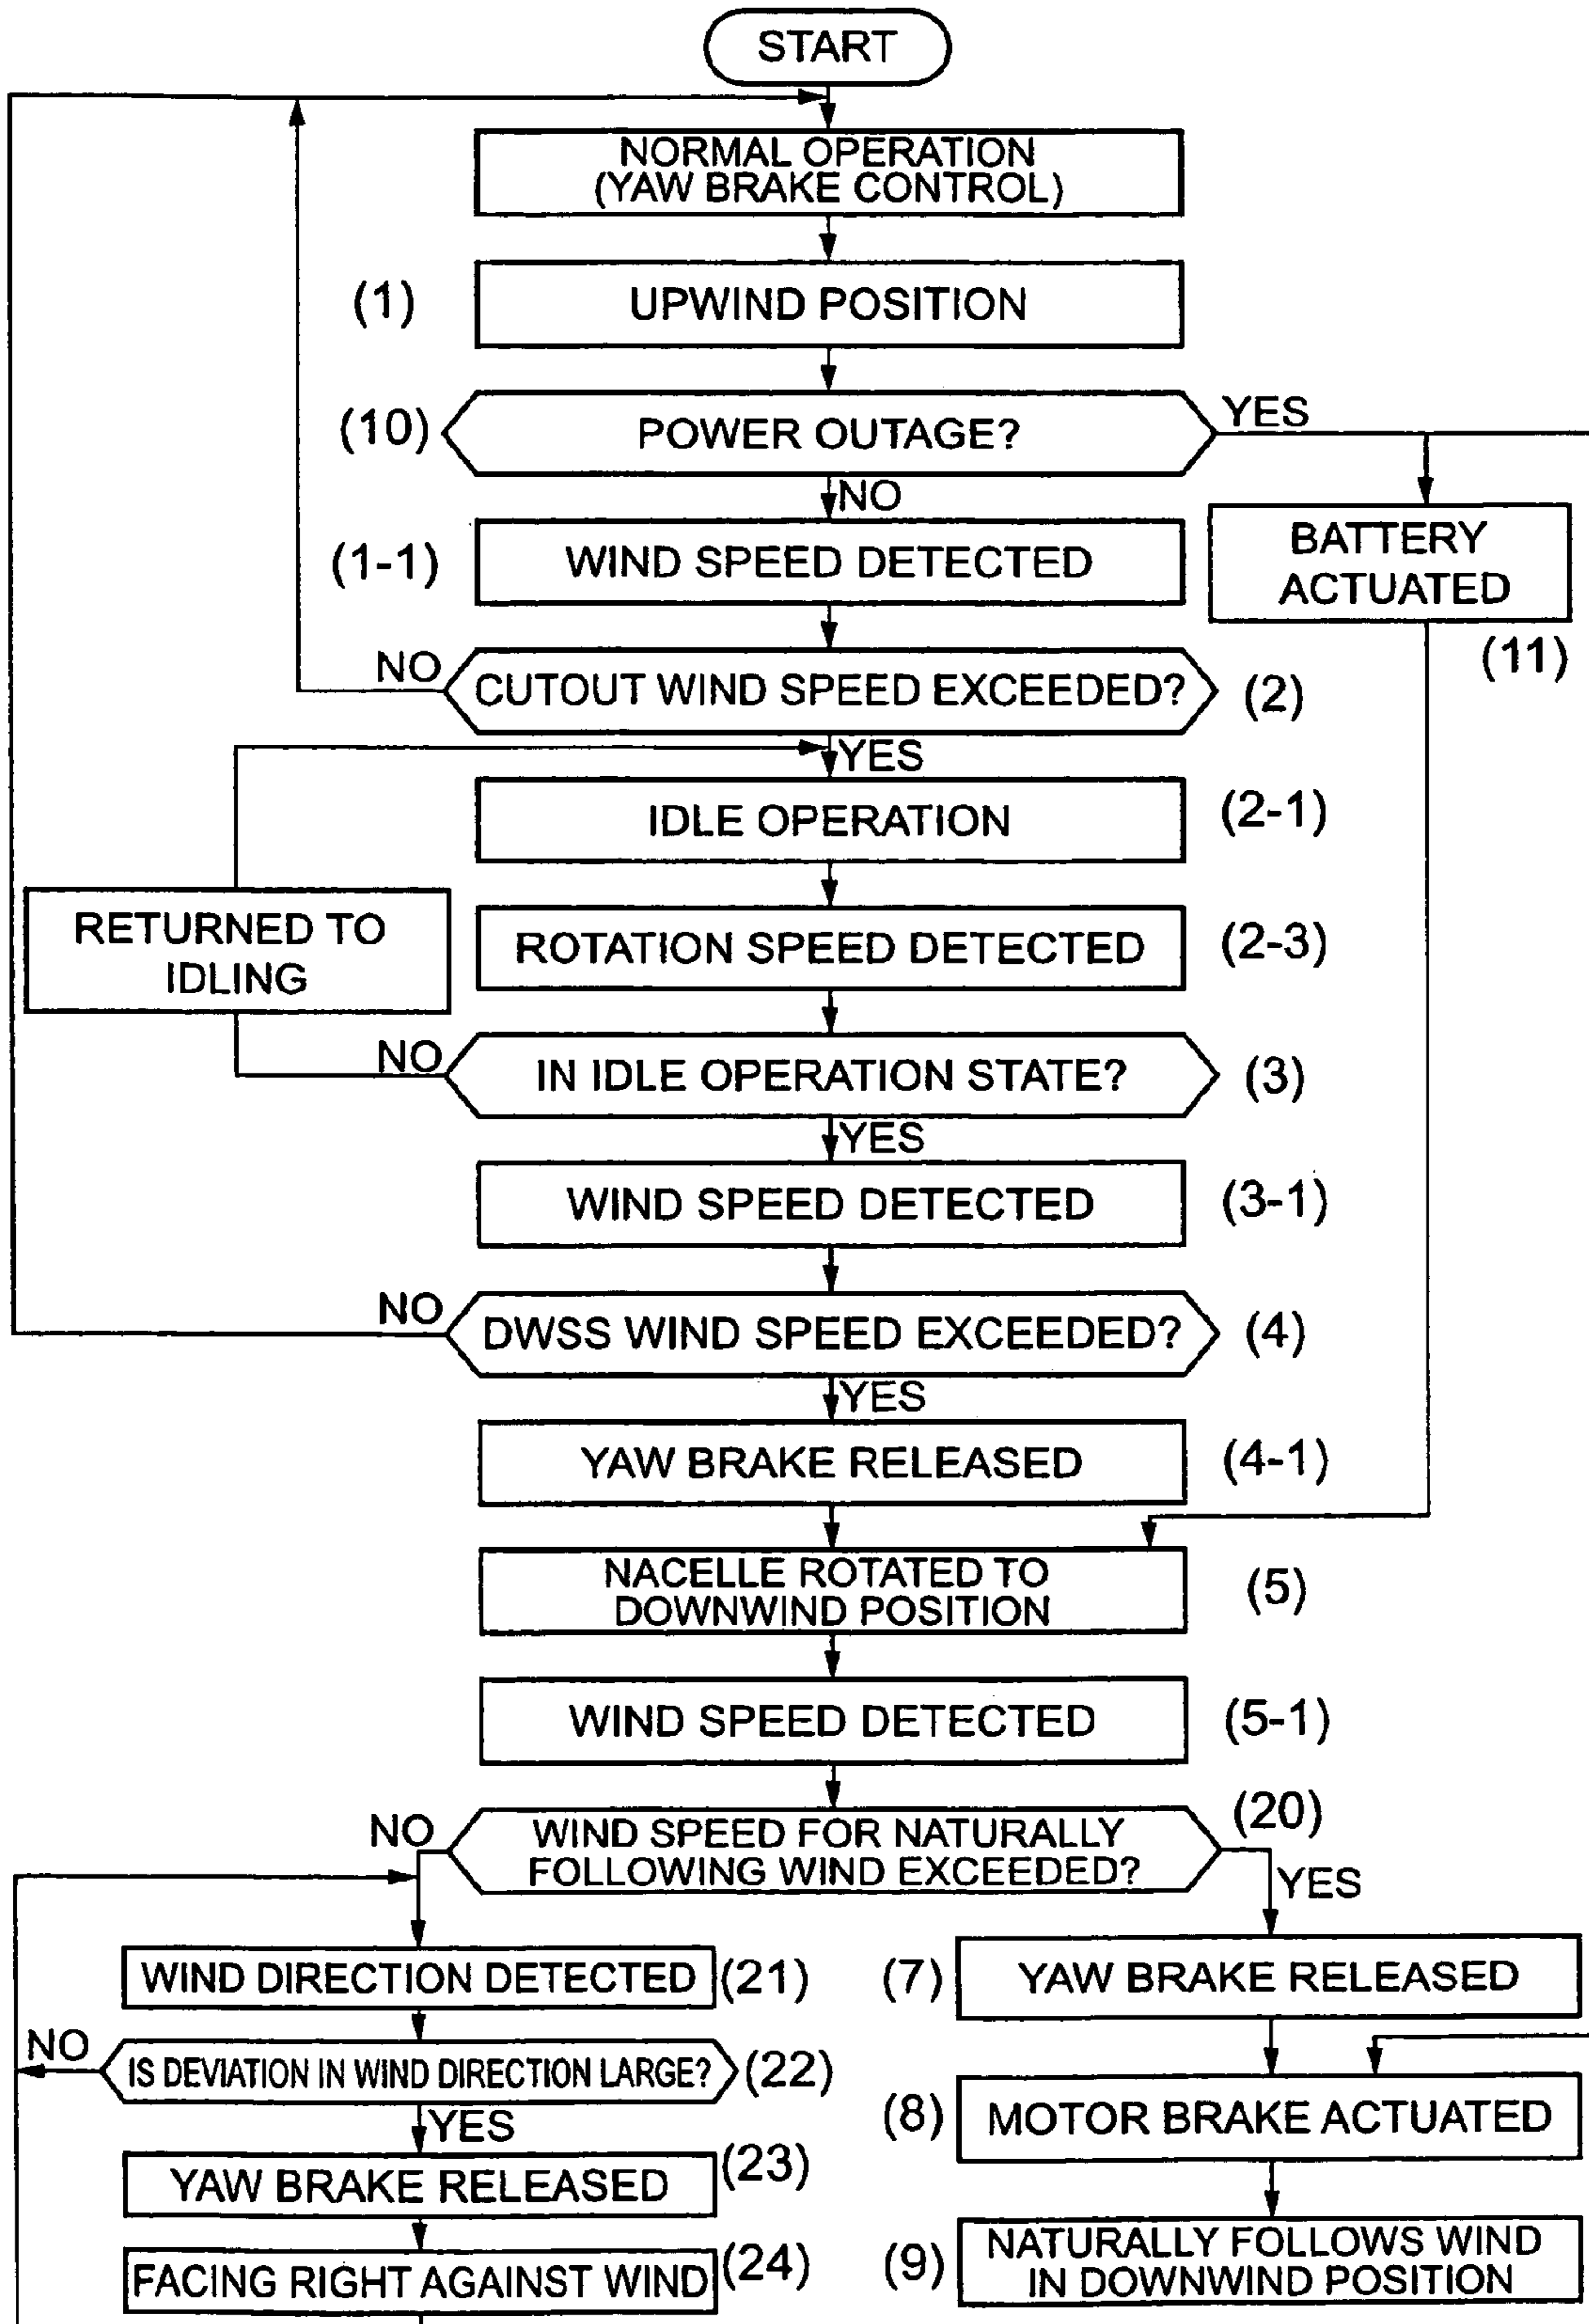 START
NORMAL OPERATION
(YAW BRAKE CONTROL)
(1)
UPWIND POSITION
(10)
POWER OUTAGE?
YES
NO
(1-1)
WIND SPEED DETECTED
BATTERY
ACTUATED
(11)
NO
CUTOUT WIND SPEED EXCEEDED?
(2)
YES
IDLE OPERATION
(2-1)
RETURNED TO
IDLING
ROTATION SPEED DETECTED
(2-3)
NO
IN IDLE OPERATION STATE?
(3)
YES
WIND SPEED DETECTED
(3-1)
NO
DWSS WIND SPEED EXCEEDED?
(4)
YES
YAW BRAKE RELEASED
(4-1)
NACELLE ROTATED TO
DOWNWIND POSITION
(5)
WIND SPEED DETECTED
(5-1)
NO
WIND SPEED FOR NATURALLY
FOLLOWING WIND EXCEEDED?
(20)
YES
WIND DIRECTION DETECTED
(21)
(7)
YAW BRAKE RELEASED
NO
IS DEVIATION IN WIND DIRECTION LARGE?
(22)
YES
(8)
MOTOR BRAKE ACTUATED
YAW BRAKE RELEASED
(23)
FACING RIGHT AGAINST WIND
(24)
(9)
NATURALLY FOLLOWS WIND
IN DOWNWIND POSITION